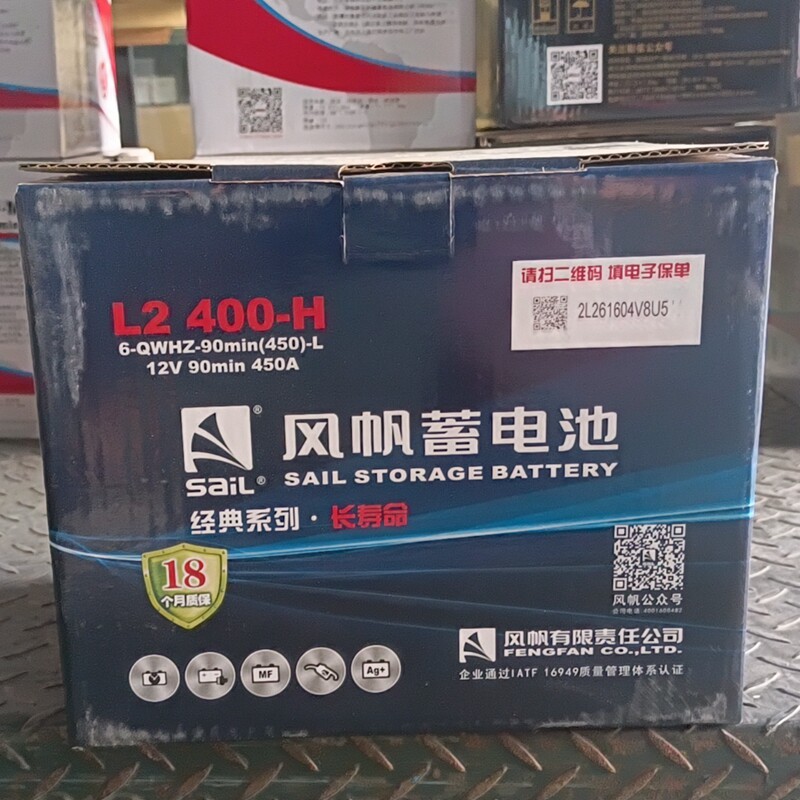 请扫二维码 填电子保单
2L261604V8U5
L2 400-H
6-QWHZ-90min(450)-L
12V 90min 450A
风帆蓄电池
SAIL STORAGE BATTERY
SAIL
经典系列·长寿命
18
个月质保
风帆公众号
MF
Ag+
风帆有限责任公司
FENGFAN CO.,LTD.
企业通过IATF 16949质量管理体系认证